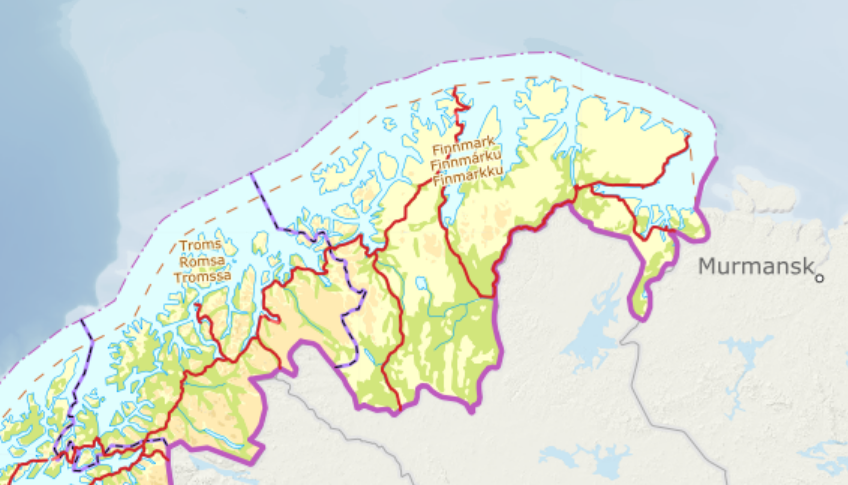 Finnmark
Finnmárku
Finmarkku
Troms
Romsa
Tromssa
Murmansk